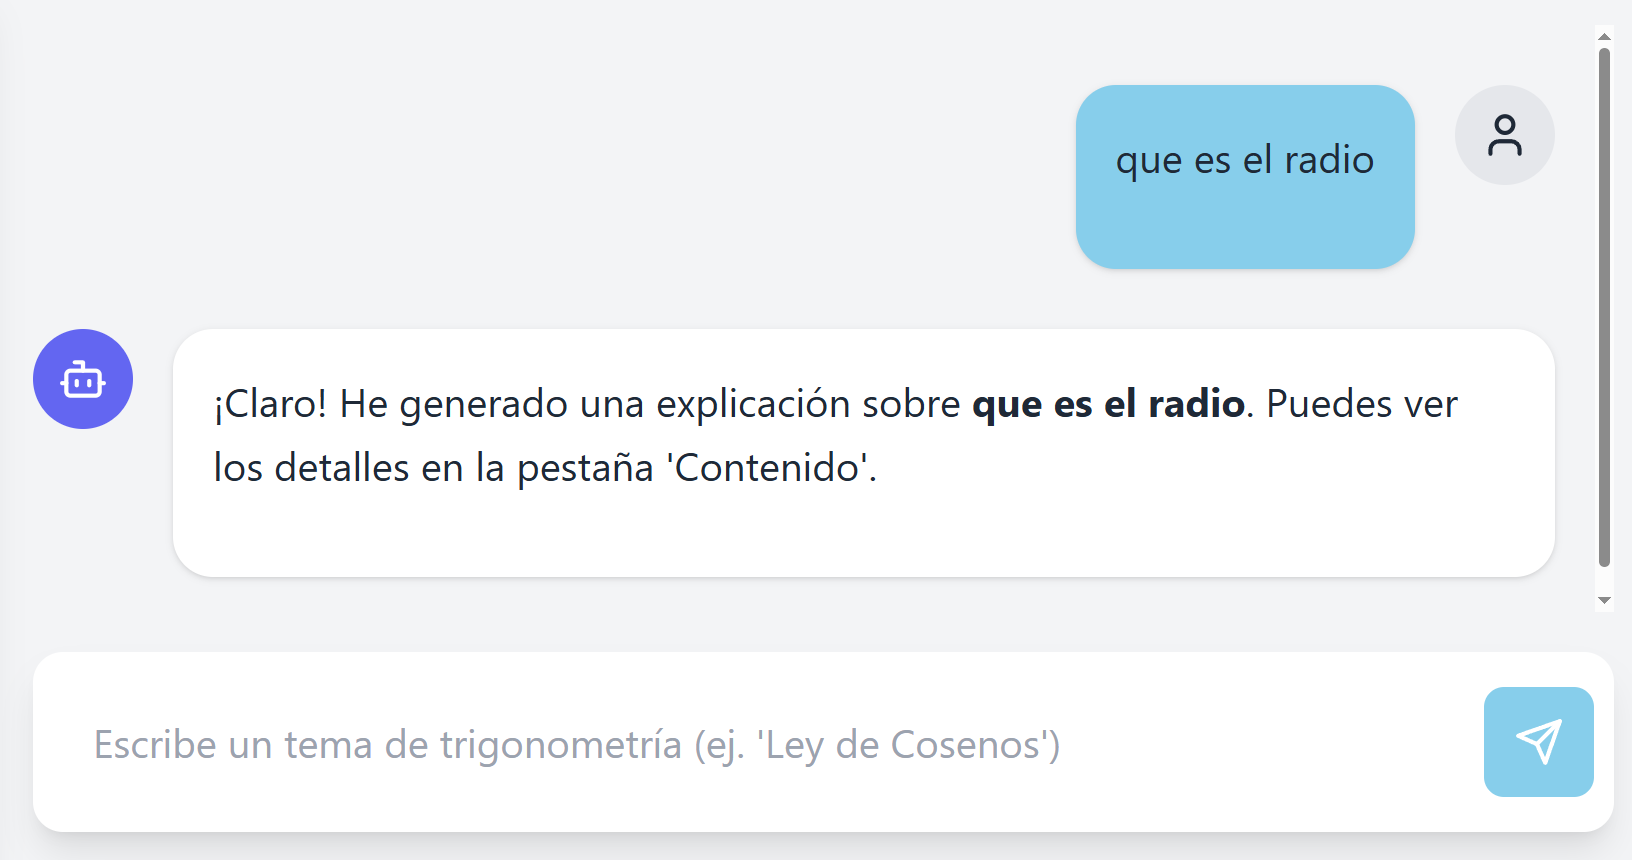 que es el radio
¡Claro! He generado una explicación sobre que es el radio. Puedes ver
los detalles en la pestaña 'Contenido'.
Escribe un tema de trigonometría (ej. 'Ley de Cosenos')